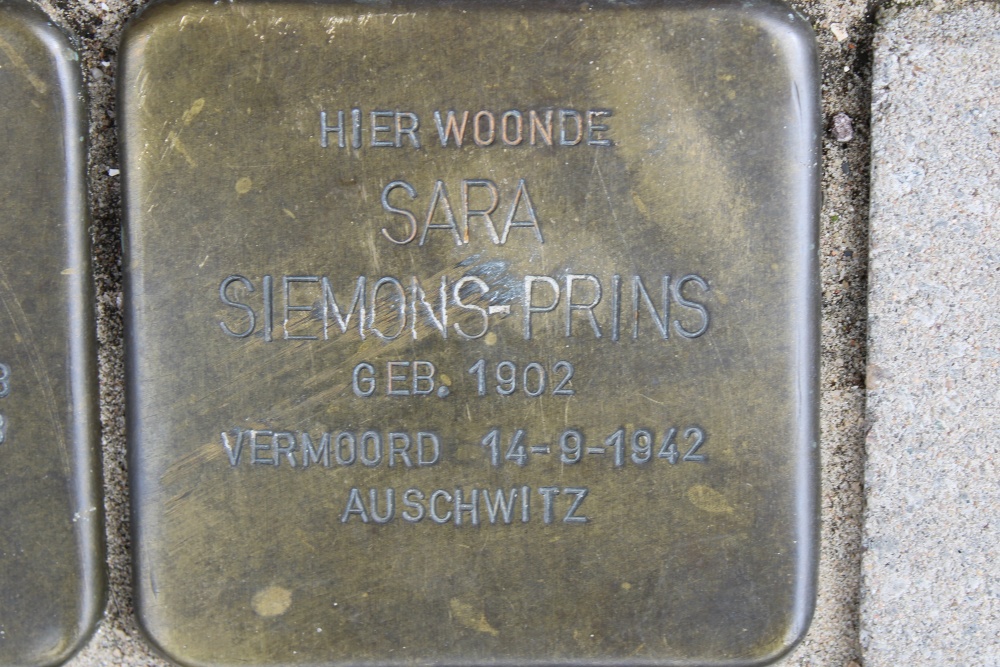 HIER WOONDE
SARA
SIEMONS-PRINS
GEB. 1902
VERMOORD 14-9-1942
AUSCHWITZ